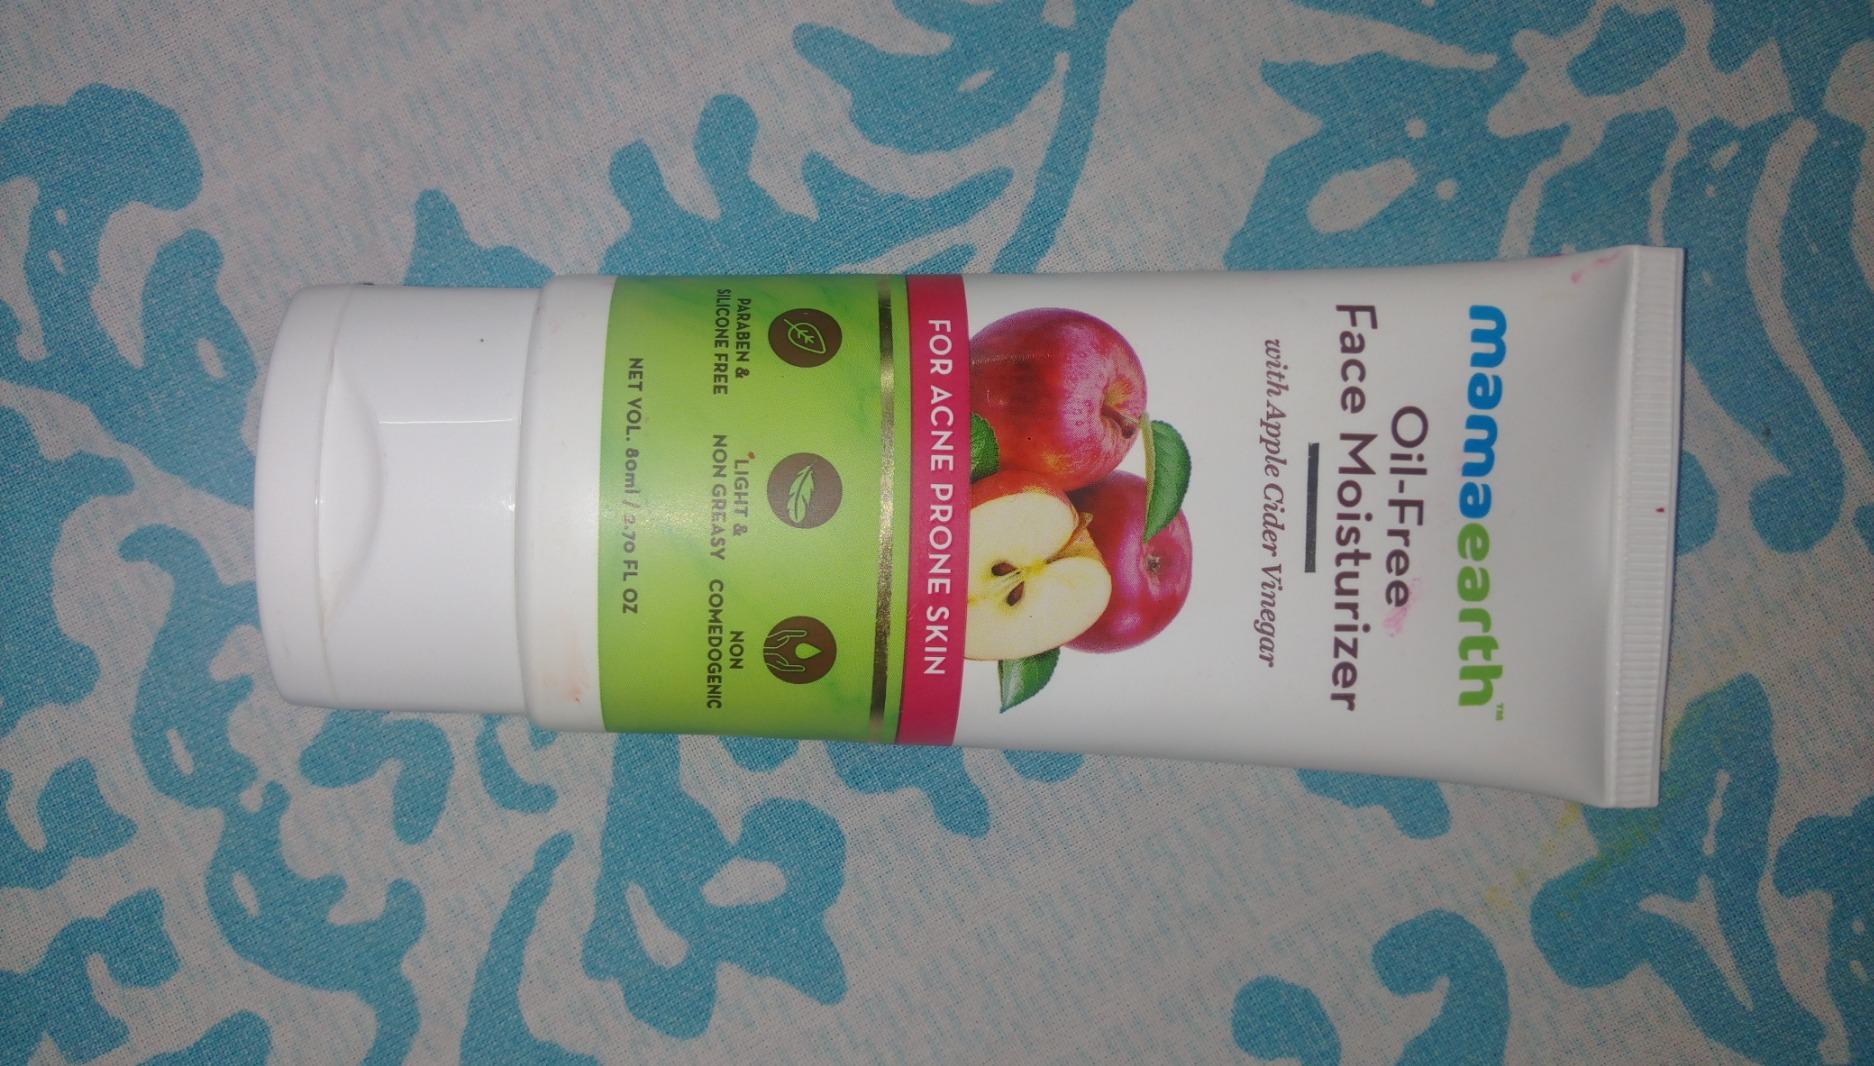 mamaearth™
Oil-Free
Face Moisturizer
with Apple Cider Vinegar
FOR ACNE PRONE SKIN
PARABEN &
SILICONE FREE
LIGHT &
NON GREASY
NON
COMEDOGENIC
NET VOL. 80ml / 2.70 FL OZ